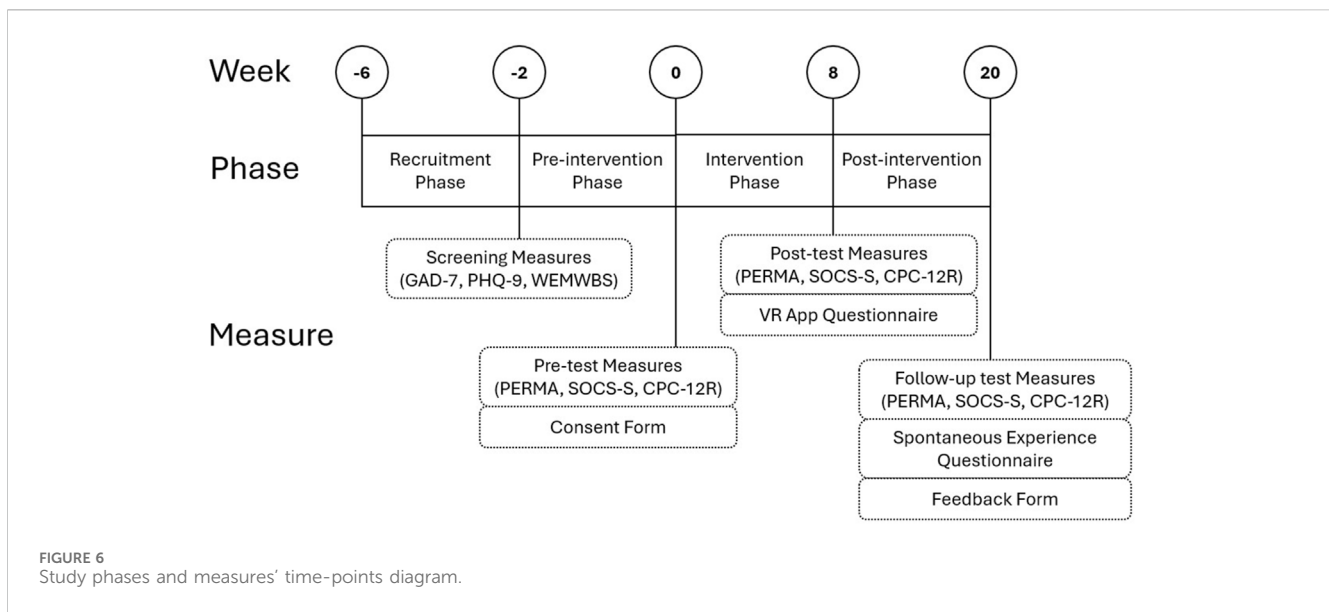 Week
-6
-2
0
8
20
Phase
Recruitment
Phase
Pre-intervention
Phase
Intervention
Phase
Post-intervention
Phase
Measure
Screening Measures
(GAD-7, PHQ-9, WEMWBS)
Pre-test Measures
(PERMA, SOCS-S, CPC-12R)
Consent Form
Post-test Measures
(PERMA, SOCS-S, CPC-12R)
VR App Questionnaire
Follow-up test Measures
(PERMA, SOCS-S, CPC-12R)
Spontaneous Experience
Questionnaire
Feedback Form
FIGURE 6
Study phases and measures’ time-points diagram.